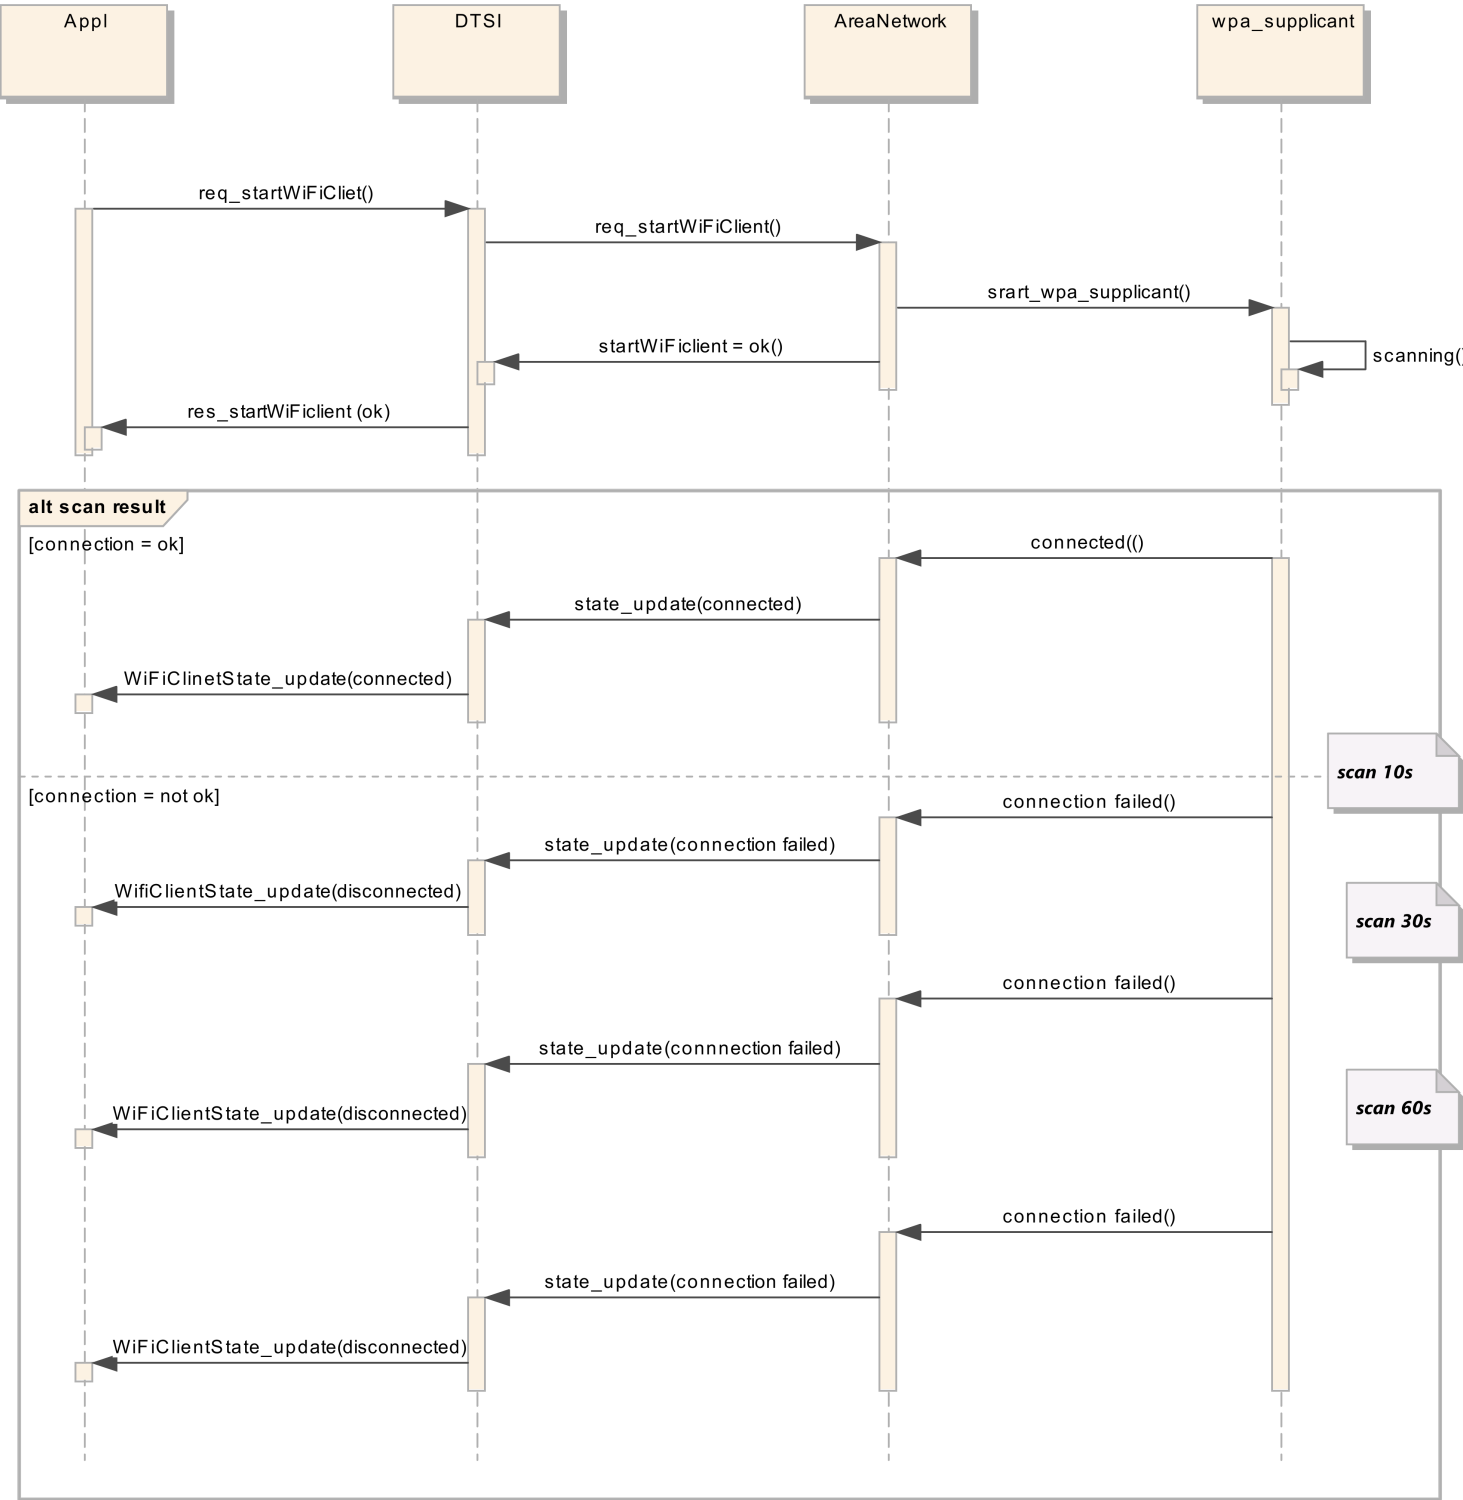 Appl
DTSI
AreaNetwork
wpa_supplicant
req_startWiFiCliet()
req_startWiFiClient()
srart_wpa_supplicant()
startWiFiclient = ok()
scanning()
res_startWiFiclient (ok)
alt scan result
[connection = ok]
connected(()
state_update(connected)
WiFiClinetState_update(connected)
scan 10s
[connection = not ok]
connection failed()
state_update(connection failed)
WifiClientState_update(disconnected)
scan 30s
connection failed()
state_update(connnection failed)
WiFiClientState_update(disconnected)
scan 60s
connection failed()
state_update(connection failed)
WiFiClientState_update(disconnected)